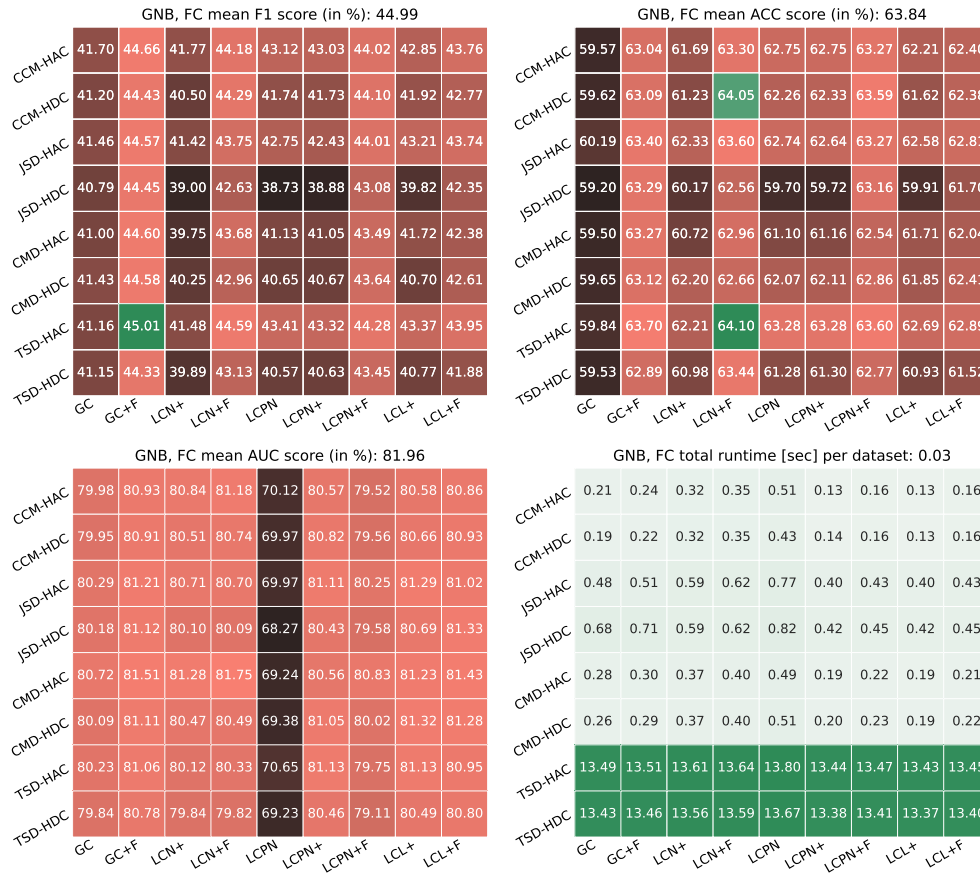 GNB, FC mean F1 score (in %): 44.99
CCM-HAC 41.70 44.66 41.77 44.18 43.12 43.03 44.02 42.85 43.76
CCM-HDC 41.20 44.43 40.50 44.29 41.74 41.73 44.10 41.92 42.77
JSD-HAC 41.46 44.57 41.42 43.75 42.75 42.43 44.01 43.21 43.74
JSD-HDC 40.79 44.45 39.00 42.63 38.73 38.88 43.08 39.82 42.35
CMD-HAC 41.00 44.60 39.75 43.68 41.13 41.05 43.49 41.72 42.38
CMD-HDC 41.43 44.58 40.25 42.96 40.65 40.67 43.64 40.70 42.61
TSD-HAC 41.16 45.01 41.48 44.59 43.41 43.32 44.28 43.37 43.95
TSD-HDC 41.15 44.33 39.89 43.13 40.57 40.63 43.45 40.77 41.88
GC GC+F LCN+ LCN+F LCPN LCPN+ LCPN+F LCL+ LCL+F
GNB, FC mean ACC score (in %): 63.84
CCM-HAC 59.57 63.04 61.69 63.30 62.75 62.75 63.27 62.21
CCM-HDC 59.62 63.09 61.23 64.05 62.26 62.33 63.59 61.62
JSD-HAC 60.19 63.40 62.33 63.60 62.74 62.64 63.27 62.58
JSD-HDC 59.20 63.29 60.17 62.56 59.70 59.72 63.16 59.91
CMD-HAC 59.50 63.27 60.72 62.96 61.10 61.16 62.54 61.71
CMD-HDC 59.65 63.12 62.20 62.66 62.07 62.11 62.86 61.85
TSD-HAC 59.84 63.70 62.21 64.10 63.28 63.28 63.60 62.69
TSD-HDC 59.53 62.89 60.98 63.44 61.28 61.30 62.77 60.93
GC GC+F LCN+ LCN+F LCPN LCPN+ LCPN+F LCL+ LCL+F
GNB, FC mean AUC score (in %): 81.96
CCM-HAC 79.98 80.93 80.84 81.18 70.12 80.57 79.52 80.58 80.86
CCM-HDC 79.95 80.91 80.51 80.74 69.97 80.82 79.56 80.66 80.93
JSD-HAC 80.29 81.21 80.71 80.70 69.97 81.11 80.25 81.29 81.02
JSD-HDC 80.18 81.12 80.10 80.09 68.27 80.43 79.58 80.69 81.33
CMD-HAC 80.72 81.51 81.28 81.75 69.24 80.56 80.83 81.23 81.43
CMD-HDC 80.09 81.11 80.47 80.49 69.38 81.05 80.02 81.32 81.28
TSD-HAC 80.23 81.06 80.12 80.33 70.65 81.13 79.75 81.13 80.95
TSD-HDC 79.84 80.78 79.84 79.82 69.23 80.46 79.11 80.49 80.80
GC GC+F LCN+ LCN+F LCPN LCPN+ LCPN+F LCL+ LCL+F
GNB, FC total runtime [sec] per dataset: 0.03
CCM-HAC 0.21 0.24 0.32 0.35 0.51 0.13 0.16 0.13 0.16
CCM-HDC 0.19 0.22 0.32 0.35 0.43 0.14 0.16 0.13 0.16
JSD-HAC 0.48 0.51 0.59 0.62 0.77 0.40 0.43 0.40 0.43
JSD-HDC 0.68 0.71 0.59 0.62 0.82 0.42 0.45 0.42 0.45
CMD-HAC 0.28 0.30 0.37 0.40 0.49 0.19 0.22 0.19 0.21
CMD-HDC 0.26 0.29 0.37 0.40 0.51 0.20 0.23 0.19 0.22
TSD-HAC 13.49 13.51 13.61 13.64 13.80 13.44 13.47 13.43
TSD-HDC 13.43 13.46 13.56 13.59 13.67 13.38 13.41 13.37
GC GC+F LCN+ LCN+F LCPN LCPN+ LCPN+F LCL+ LCL+F